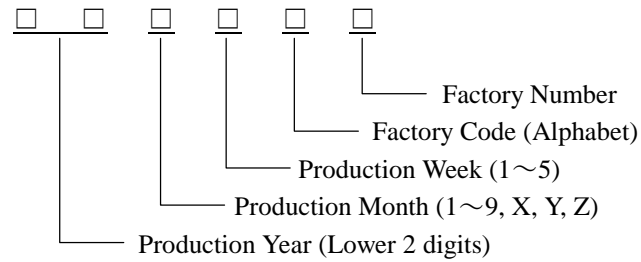 □ □ □ □ □ □
Factory Number
Factory Code (Alphabet)
Production Week (1～5)
Production Month (1～9, X, Y, Z)
Production Year (Lower 2 digits)